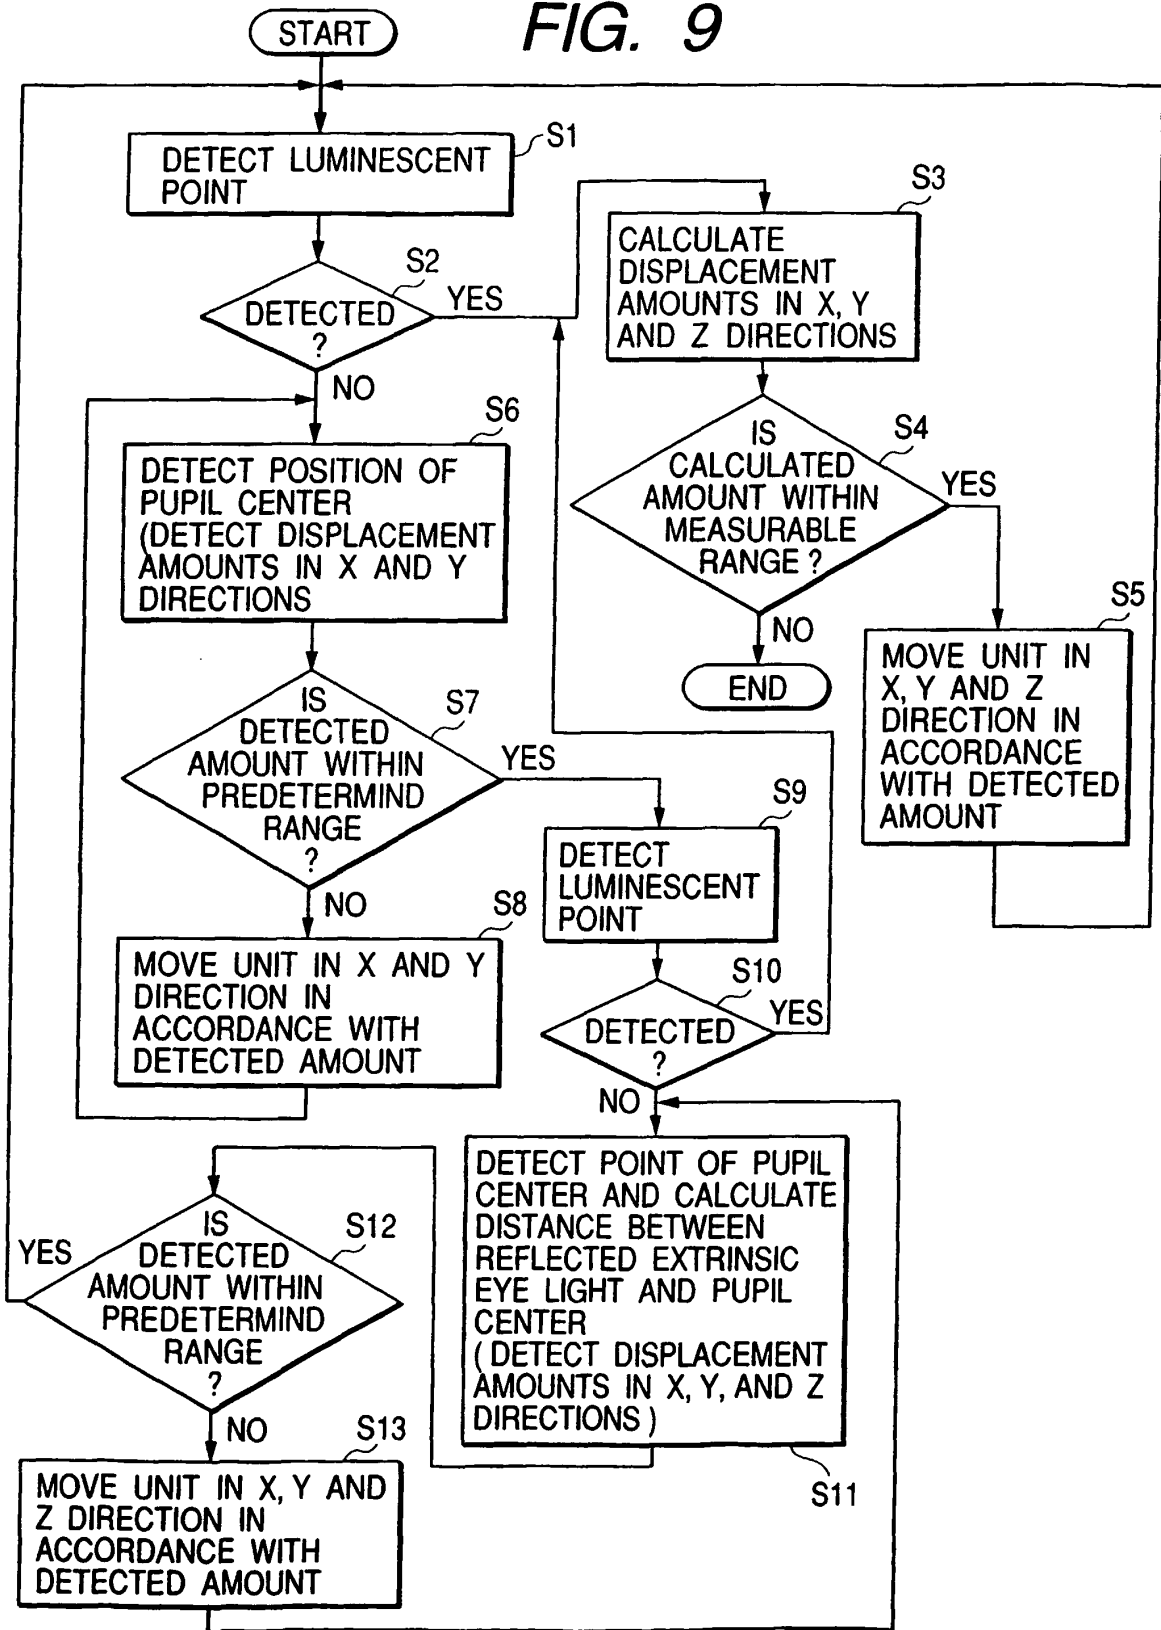 FIG. 9
START
S1
DETECT LUMINESCENT
POINT
S2
DETECTED
?
YES
NO
S3
CALCULATE
DISPLACEMENT
AMOUNTS IN X, Y
AND Z DIRECTIONS
S4
IS
CALCULATED
AMOUNT WITHIN
MEASURABLE
RANGE ?
YES
NO
END
S5
MOVE UNIT IN
X, Y AND Z
DIRECTION IN
ACCORDANCE
WITH DETECTED
AMOUNT
S6
DETECT POSITION OF
PUPIL CENTER
(DETECT DISPLACEMENT
AMOUNTS IN X AND Y
DIRECTIONS
S7
IS
DETECTED
AMOUNT WITHIN
PREDETERMIND
RANGE
?
YES
NO
S8
MOVE UNIT IN X AND Y
DIRECTION IN
ACCORDANCE WITH
DETECTED AMOUNT
S9
DETECT
LUMINESCENT
POINT
S10
DETECTED
?
YES
NO
DETECT POINT OF PUPIL
CENTER AND CALCULATE
DISTANCE BETWEEN
REFLECTED EXTRINSIC
EYE LIGHT AND PUPIL
CENTER
( DETECT DISPLACEMENT
AMOUNTS IN X, Y, AND Z
DIRECTIONS )
S11
S12
IS
DETECTED
AMOUNT WITHIN
PREDETERMIND
RANGE
?
YES
NO
S13
MOVE UNIT IN X, Y AND
Z DIRECTION IN
ACCORDANCE WITH
DETECTED AMOUNT